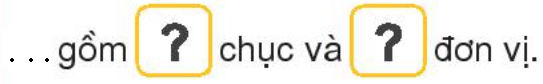 . . . gồm ? chục và ? đơn vị.